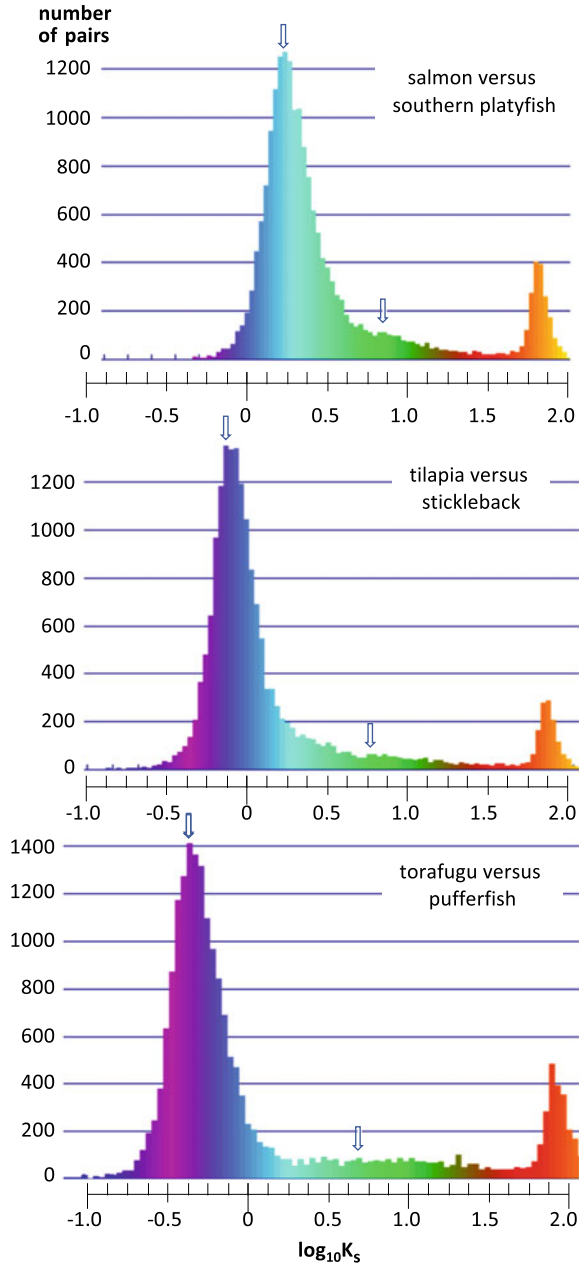 number
of pairs
salmon versus
southern platyfish
1200
1000
800
600
400
200
0
-1.0 -0.5 0 0.5 1.0 1.5 2.0
tilapia versus
stickleback
1200
1000
800
600
400
200
0
-1.0 -0.5 0 0.5 1.0 1.5 2.0
torafugu versus
pufferfish
1400
1200
1000
800
600
400
200
0
-1.0 -0.5 0 0.5 1.0 1.5 2.0
log₁₀Kₛ